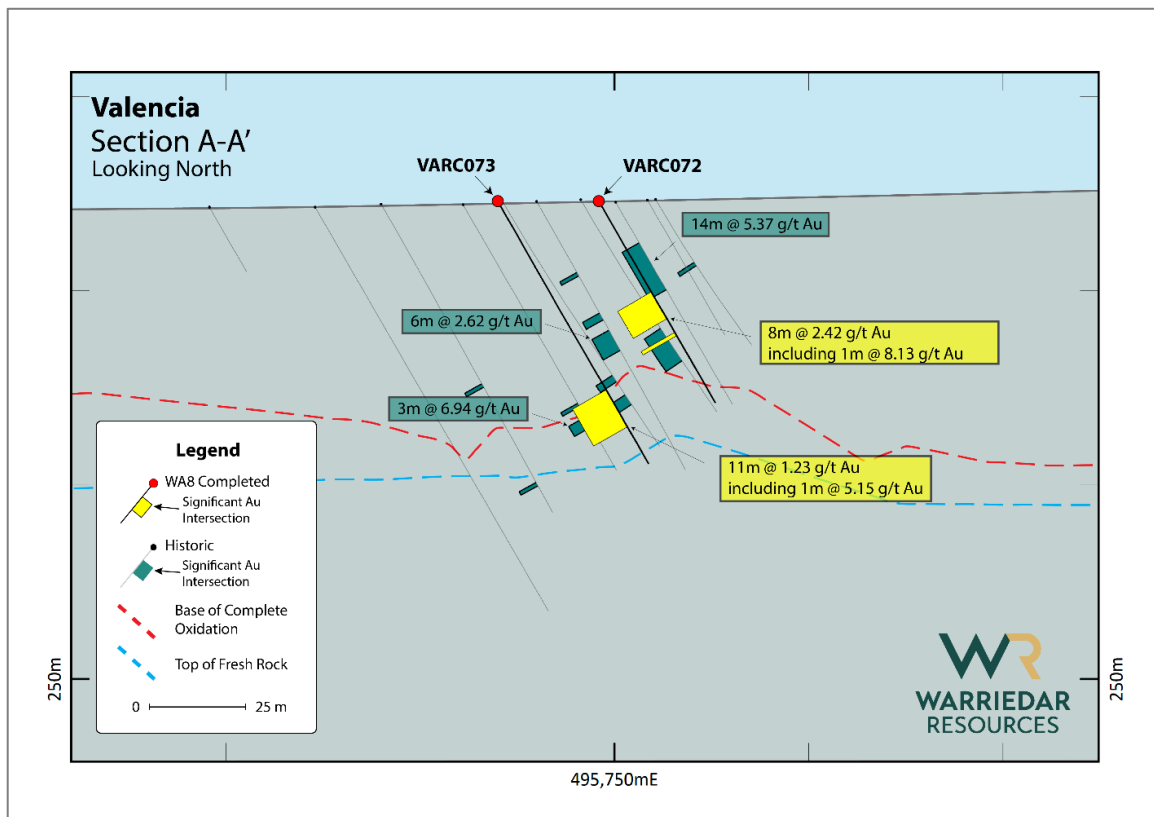 Valencia
Section A-A'
Looking North
VARC073
VARC072
14m @ 5.37 g/t Au
6m @ 2.62 g/t Au
8m @ 2.42 g/t Au
including 1m @ 8.13 g/t Au
3m @ 6.94 g/t Au
11m @ 1.23 g/t Au
including 1m @ 5.15 g/t Au
Legend
WA8 Completed
Significant Au
Intersection
Historic
Significant Au
Intersection
Base of Complete
Oxidation
Top of Fresh Rock
0 25 m
250m
250m
WR
WARRIEDAR
RESOURCES
495,750mE